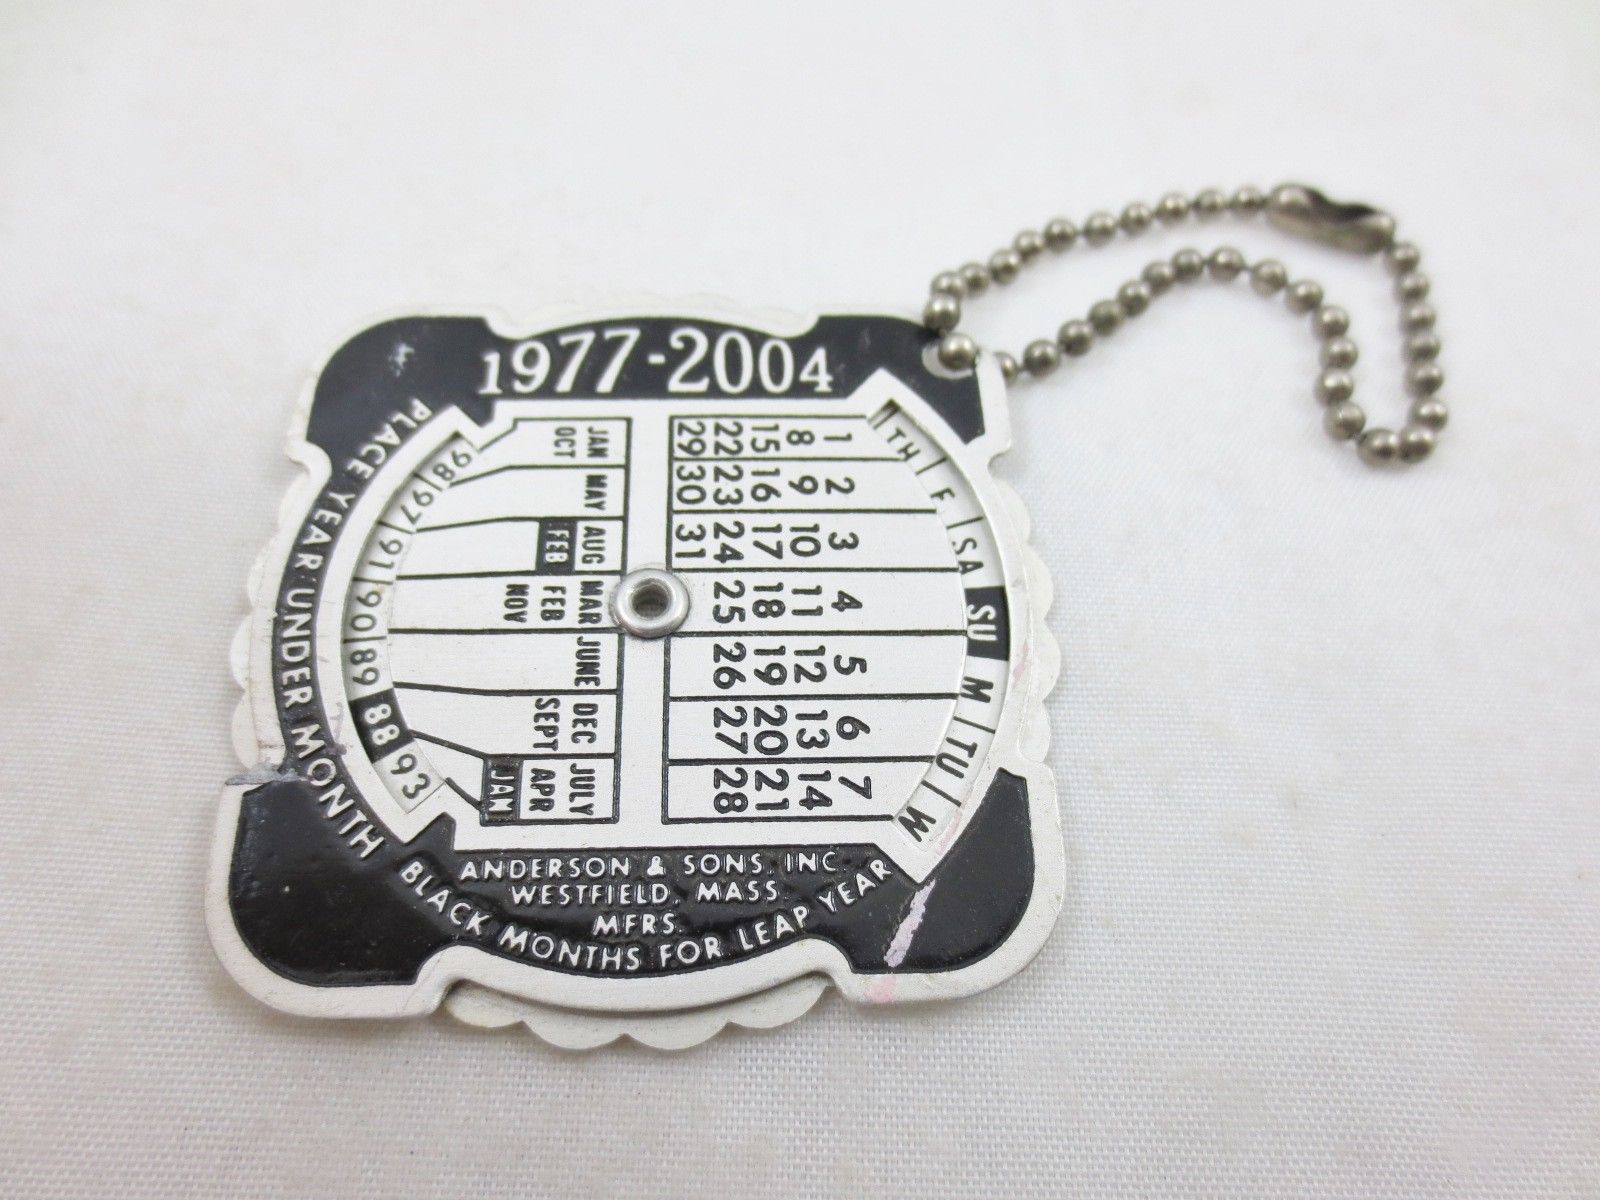 1977-2004
PLACE YEAR UNDER MONTH
98 97 91 90 89 88 93
JAN MAY AUG MAR JUNE DEC JULY
OCT FEB FEB SEPT APR
NOV JAN
1 2 3 4 5 6 7
8 9 10 11 12 13 14
15 16 17 18 19 20 21
22 23 24 25 26 27 28
29 30 31
TH F SA SU M TU W
ANDERSON & SONS, INC.
WESTFIELD, MASS.
MFRS.
BLACK MONTHS FOR LEAP YEAR